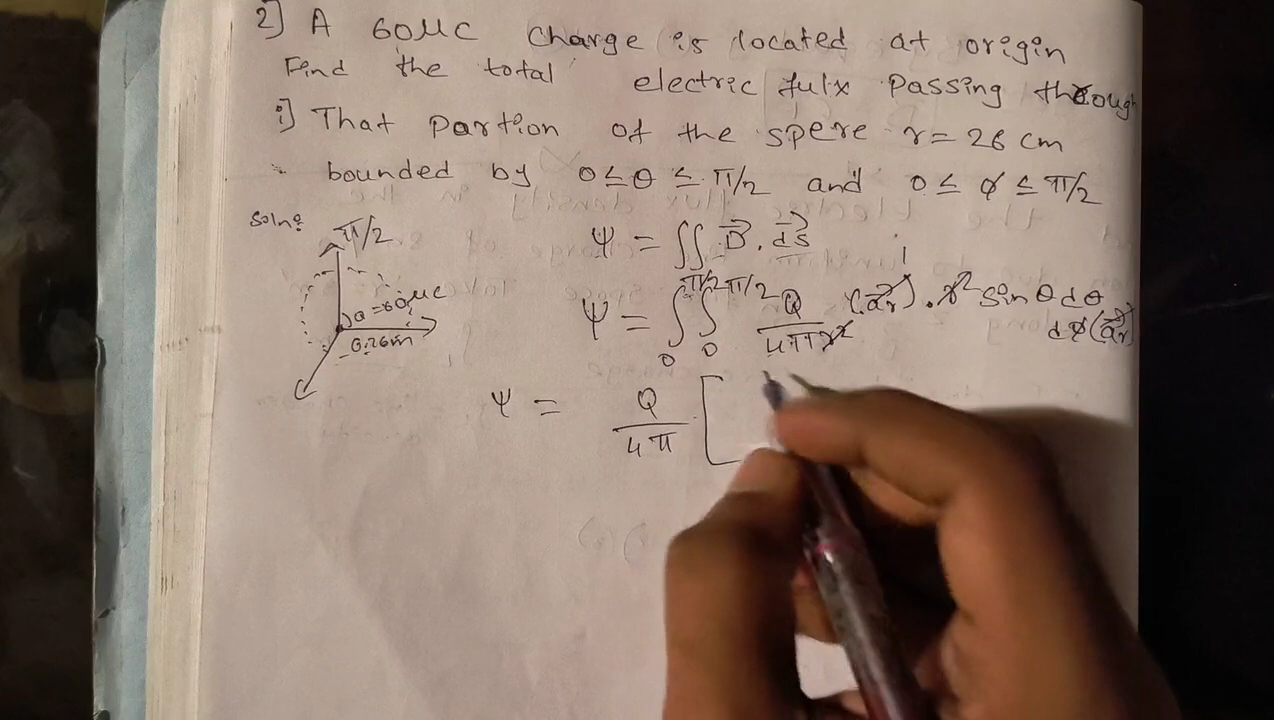 2] A 60μc charge is located at origin
Find the total electric fulx passing through
i] That partion of the spere r = 26 cm
bounded by 0 ≤ θ ≤ π/2 and 0 ≤ ϕ ≤ π/2
Soln:
π/2
Q=60μc
0.26m
Ψ = ∬ D⃗ . ds⃗
Ψ = ∫₀^π/2 ∫₀^π/2 Q/4πr² (a⃗r) . r² sin θ dθ dϕ (a⃗r) 1
Ψ = Q/4π [